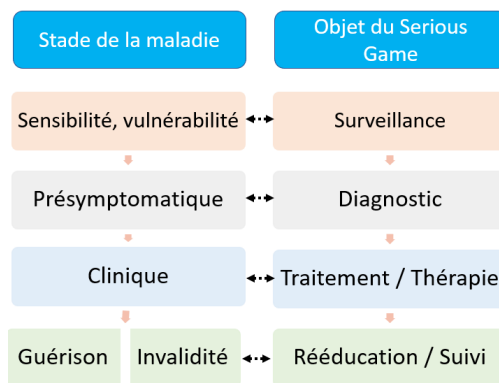 Stade de la maladie
Objet du Serious
Game
Sensibilité, vulnérabilité
Surveillance
Présymptomatique
Diagnostic
Clinique
Traitement / Thérapie
Guérison
Invalidité
Rééducation / Suivi